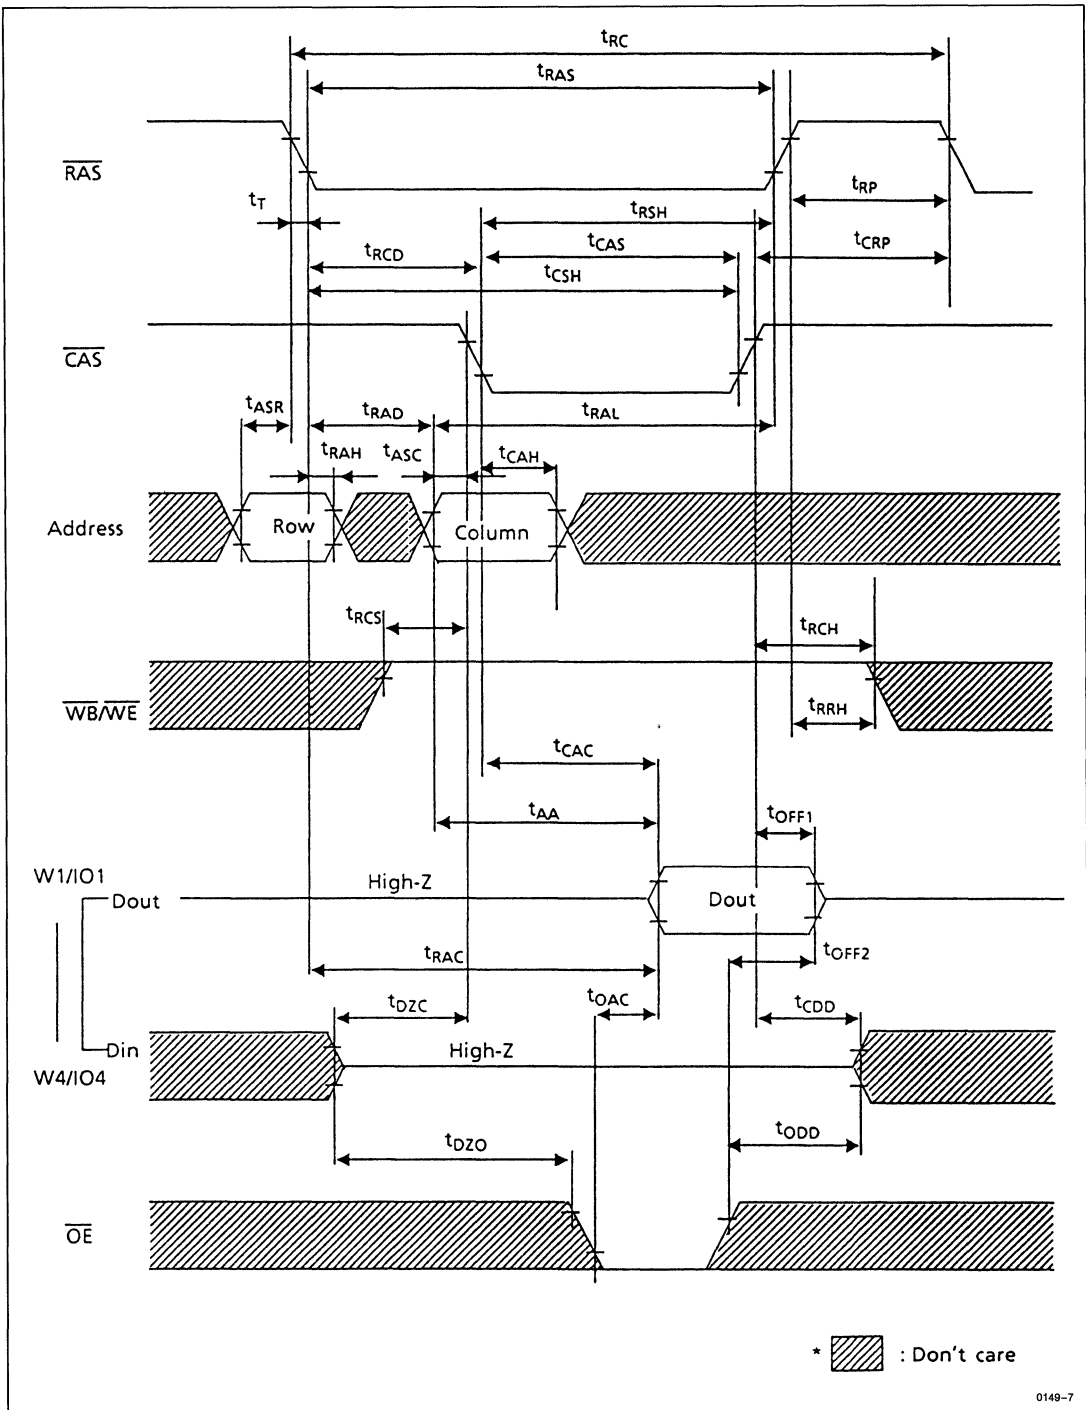 tRC
tRAS
RAS
tRP
tT
tRSH
tRCD
tCAS
tCRP
tCSH
CAS
tASR
tRAD
tRAL
tRAH
tASC
tCAH
Address
Row
Column
tRCS
tRCH
WB/WE
tRRH
tCAC
tAA
tOFF1
W1/IO1
High-Z
Dout
Dout
tRAC
tOFF2
tDZC
tOAC
tCDD
Din
High-Z
W4/IO4
tDZO
tODD
OE
* : Don't care
0149-7